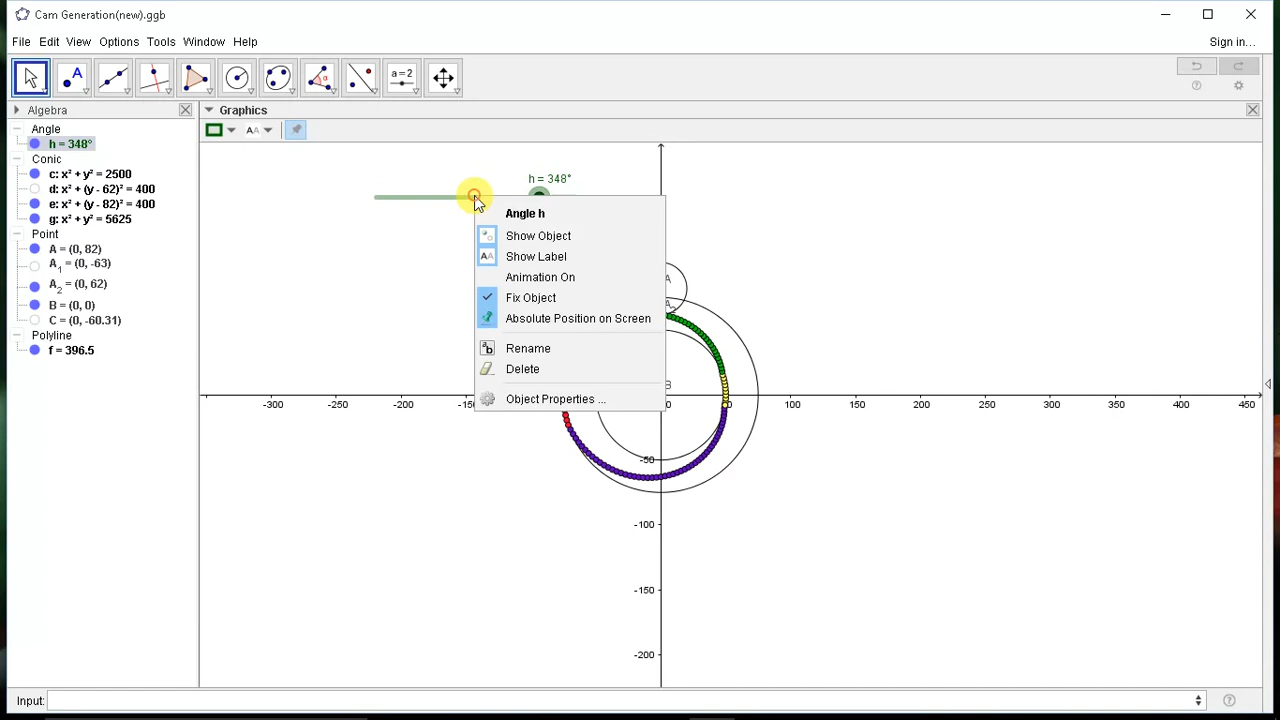 Cam Generation(new).ggb
File Edit View Options Tools Window Help
Sign in...
A
α
a=2
Algebra
Graphics
AA
Angle
h = 348°
Conic
c: x² + y² = 2500
d: x² + (y - 62)² = 400
e: x² + (y - 82)² = 400
g: x² + y² = 5625
Point
A = (0, 82)
A₁ = (0, -63)
A₂ = (0, 62)
B = (0, 0)
C = (0, -60.31)
Polyline
f = 396.5
h = 348°
Angle h
Show Object
AA Show Label
Animation On
Fix Object
Absolute Position on Screen
ab Rename
Delete
Object Properties ...
A
B
-300 -250 -200 100 150 200 250 300 350 400 450
-50
-100
-150
-200
Input: